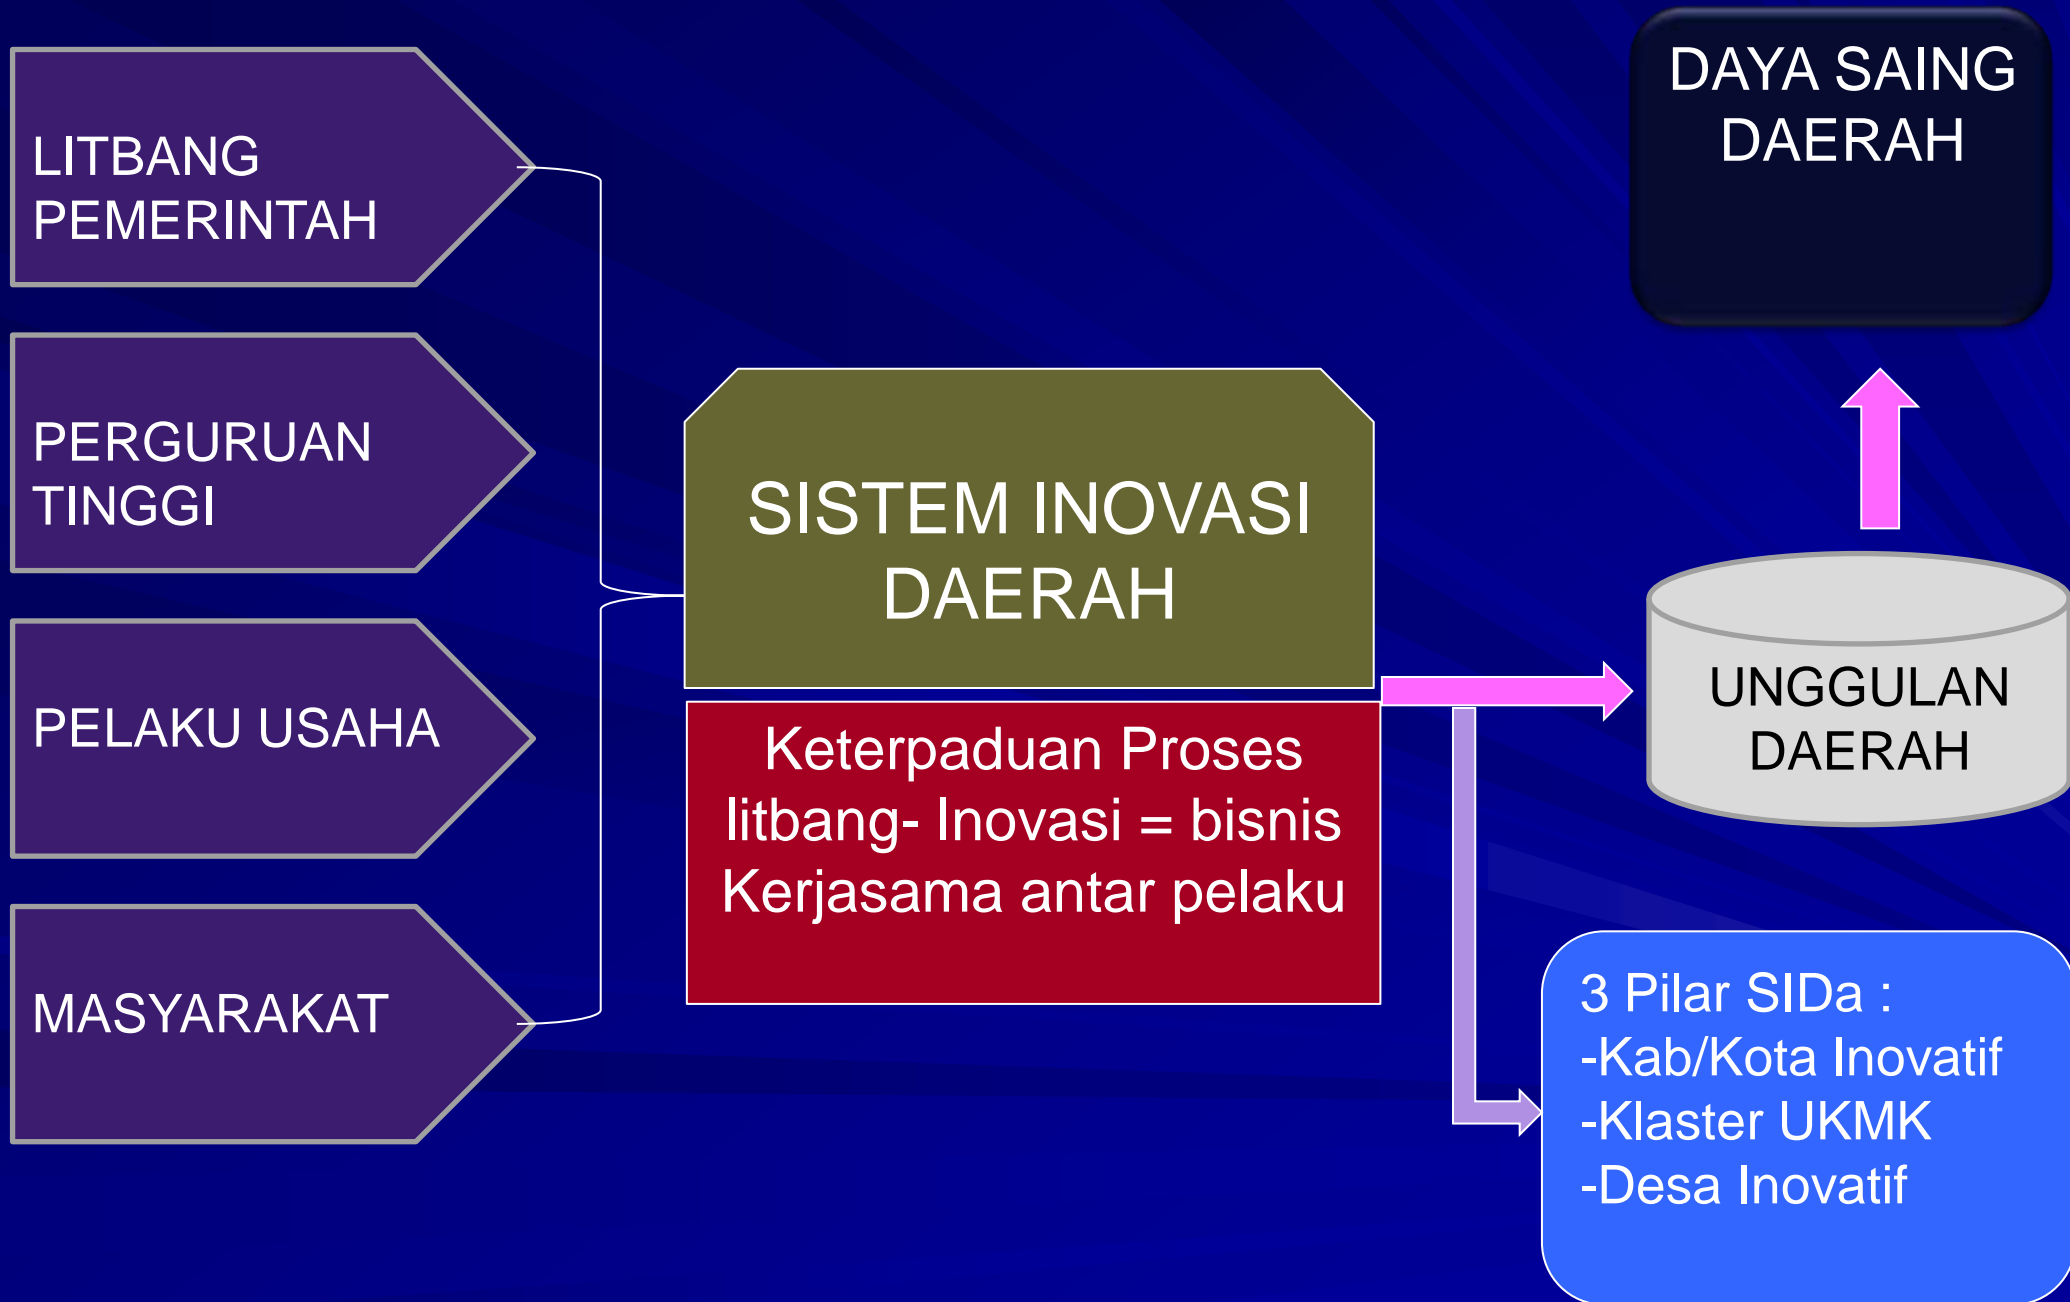 LITBANG
PEMERINTAH
PERGURUAN
TINGGI
PELAKU USAHA
MASYARAKAT
SISTEM INOVASI
DAERAH
Keterpaduan Proses
litbang- Inovasi = bisnis
Kerjasama antar pelaku
DAYA SAING
DAERAH
UNGGULAN
DAERAH
3 Pilar SIDa :
-Kab/Kota Inovatif
-Klaster UKMK
-Desa Inovatif